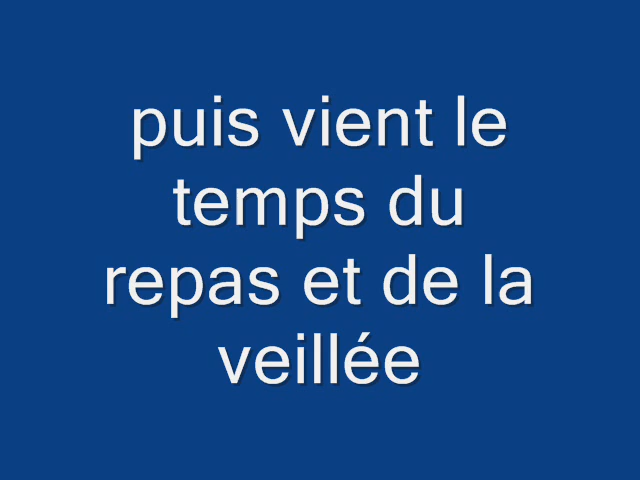 puis vient le
temps du
repas et de la
veillée